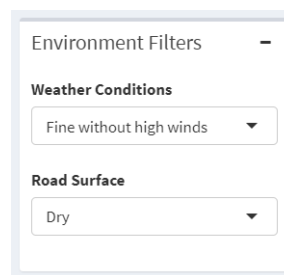 Environment Filters
Weather Conditions
Fine without high winds
Road Surface
Dry